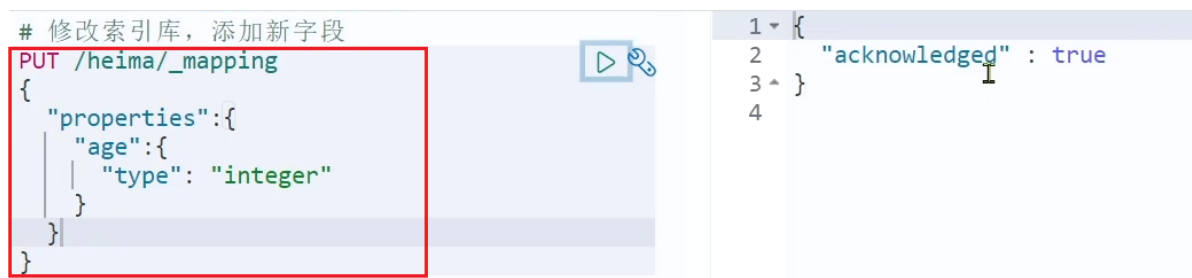 # 修改索引库，添加新字段
PUT /heima/_mapping
{
  "properties":{
    "age":{
      "type": "integer"
    }
  }
}
1 {
2   "acknowledged" : true
3 }
4